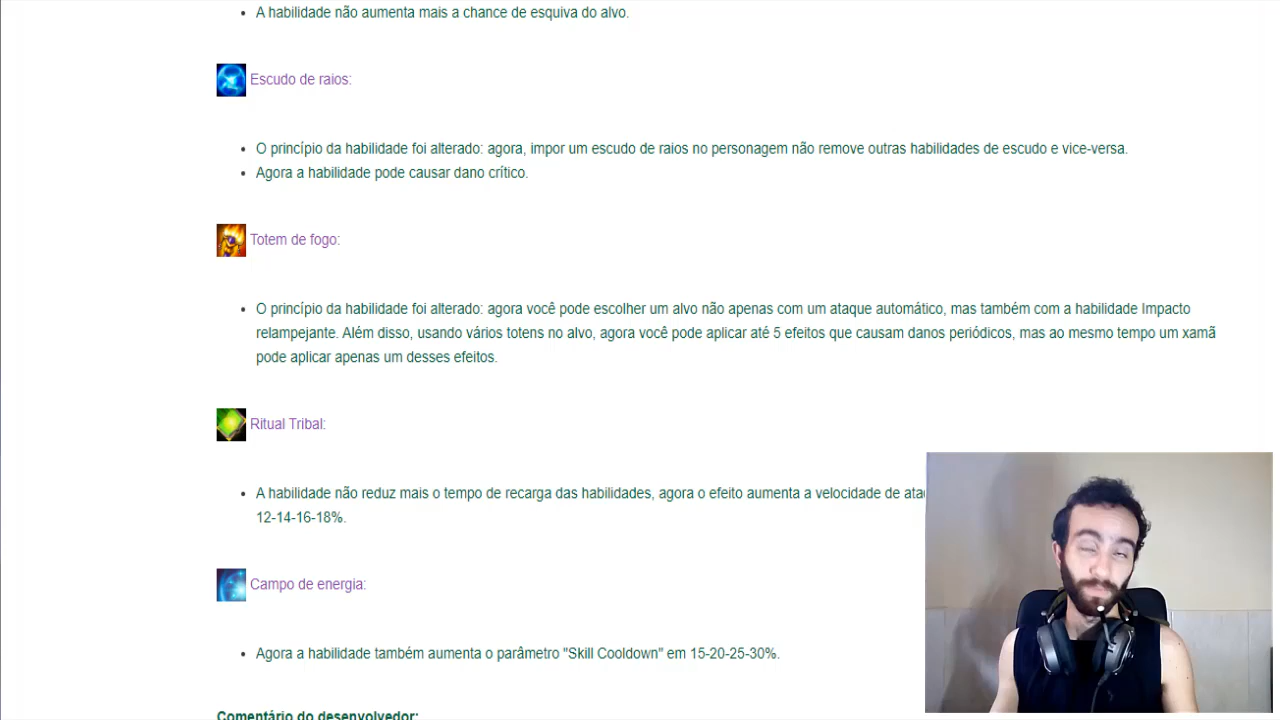 A habilidade não aumenta mais a chance de esquiva do alvo.
Escudo de raios:
O princípio da habilidade foi alterado: agora, impor um escudo de raios no personagem não remove outras habilidades de escudo e vice-versa.
Agora a habilidade pode causar dano crítico.
Totem de fogo:
O princípio da habilidade foi alterado: agora você pode escolher um alvo não apenas com um ataque automático, mas também com a habilidade Impacto
relampejante. Além disso, usando vários totens no alvo, agora você pode aplicar até 5 efeitos que causam danos periódicos, mas ao mesmo tempo um xamã
pode aplicar apenas um desses efeitos.
Ritual Tribal:
A habilidade não reduz mais o tempo de recarga das habilidades, agora o efeito aumenta a velocidade de
12-14-16-18%.
Campo de energia:
Agora a habilidade também aumenta o parâmetro "Skill Cooldown" em 15-20-25-30%.
Comentário do desenvolvedor: